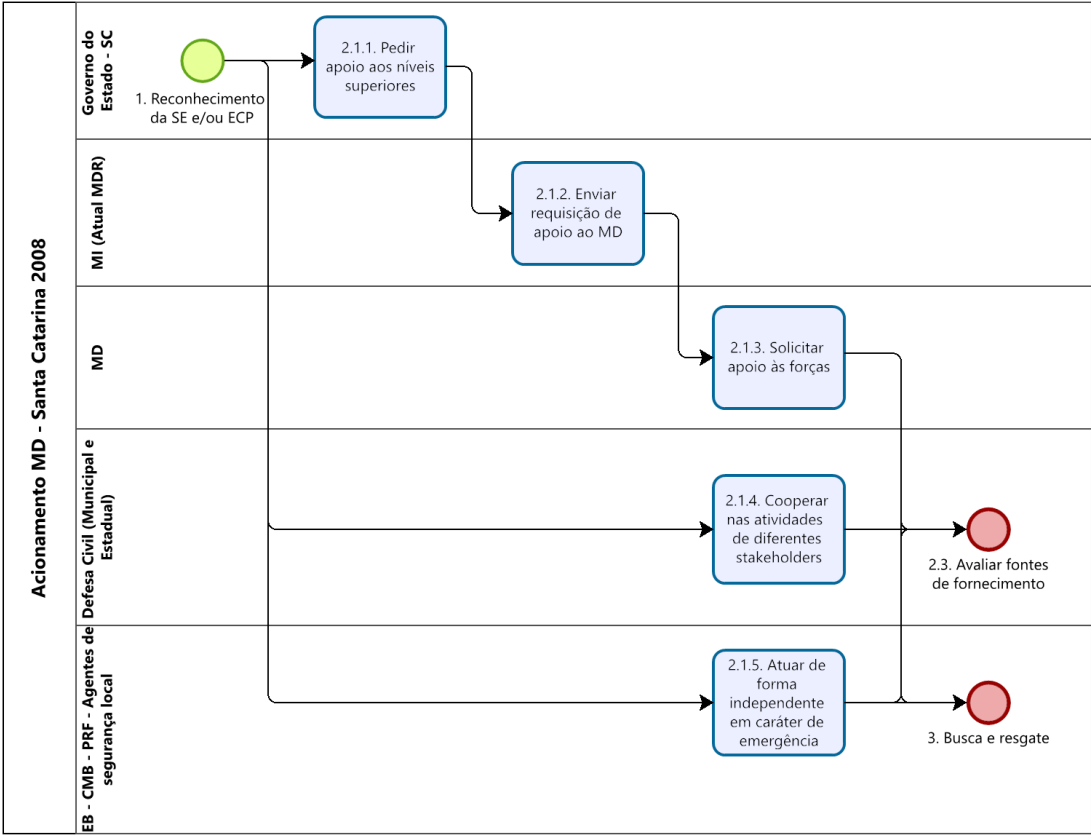 Acionamento MD - Santa Catarina 2008
Governo do
Estado - SC
1. Reconhecimento
da SE e/ou ECP
2.1.1. Pedir
apoio aos níveis
superiores
MI (Atual MDR)
2.1.2. Enviar
requisição de
apoio ao MD
MD
2.1.3. Solicitar
apoio às forças
Defesa Civil (Municipal e
Estadual)
2.1.4. Cooperar
nas atividades
de diferentes
stakeholders
2.3. Avaliar fontes
de fornecimento
EB - CMB - PRF - Agentes de
segurança local
2.1.5. Atuar de
forma
independente
em caráter de
emergência
3. Busca e resgate